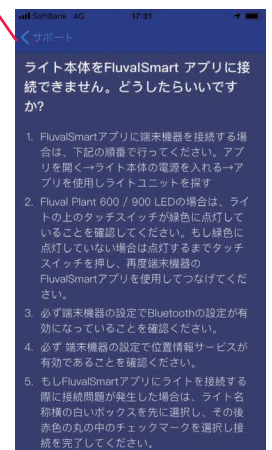 SoftBank 4G 17:31
サポート
ライト本体をFluvalSmart アプリに接
続できません。どうしたらいいです
か?
1. FluvalSmartアプリに端末機器を接続する場
合は、下記の順番で行ってください。アプ
リを開く→ライト本体の電源を入れる→ア
プリを使用しライトユニットを探す
2. Fluval Plant 600 / 900 LEDの場合は、ライ
トの上のタッチスイッチが緑色に点灯して
いることを確認してください。もし緑色に
点灯していない場合は点灯するまでタッチ
スイッチを押し、再度端末機器の
FluvalSmartアプリを使用してつなげてくだ
さい。
3. 必ず端末機器の設定でBluetoothの設定が有
効になっていることを確認ください。
4. 必ず 端末機器の設定で位置情報サービスが
有効であることを確認ください。
5. もしFluvalSmartアプリにライトを接続する
際に接続問題が発生した場合は、ライト名
称横の白いボックスを先に選択し、その後
赤色の丸の中のチェックマークを選択し接
続を完了してください。